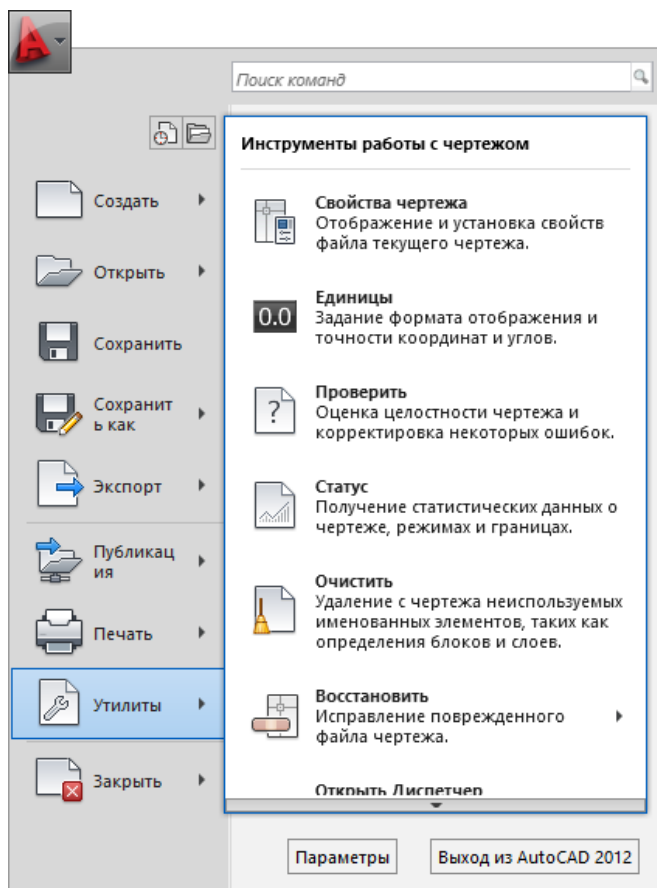 Поиск команд
Инструменты работы с чертежом
Создать
Открыть
Сохранить
Сохранит
ь как
Экспорт
Публикац
ия
Печать
Утилиты
Закрыть
Свойства чертежа
Отображение и установка свойств
файла текущего чертежа.
0.0
Единицы
Задание формата отображения и
точности координат и углов.
Проверить
Оценка целостности чертежа и
корректировка некоторых ошибок.
Статус
Получение статистических данных о
чертеже, режимах и границах.
Очистить
Удаление с чертежа неиспользуемых
именованных элементов, таких как
определения блоков и слоев.
Восстановить
Исправление поврежденного
файла чертежа.
Открыть Диспетчер
Параметры
Выход из AutoCAD 2012